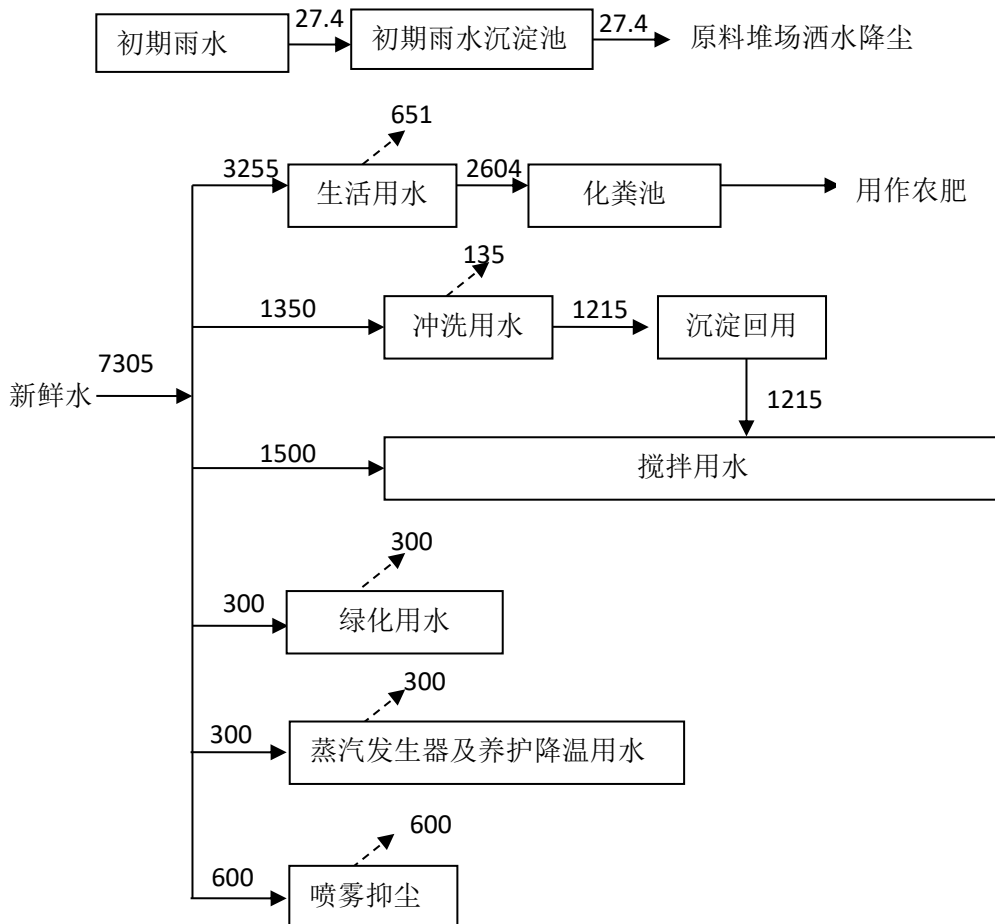 初期雨水
27.4
初期雨水沉淀池
27.4
原料堆场洒水降尘
651
3255
生活用水
2604
化粪池
用作农肥
135
1350
冲洗用水
1215
沉淀回用
7305
新鲜水
1215
1500
搅拌用水
300
300
绿化用水
300
300
蒸汽发生器及养护降温用水
600
600
喷雾抑尘